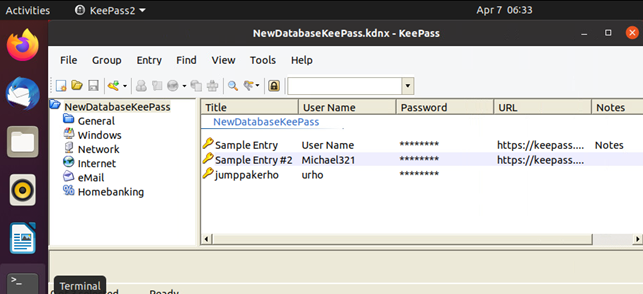 Activities KeePass2 Apr 7 06:33
NewDatabaseKeePass.kdnx - KeePass
File Group Entry Find View Tools Help
NewDatabaseKeePass
General
Windows
Network
Internet
eMail
Homebanking
Title User Name Password URL Notes
NewDatabaseKeePass
Sample Entry User Name ******** https://keepass.... Notes
Sample Entry #2 Michael321 ******** https://keepass....
jumppakerho urho ********
Terminal
Ready